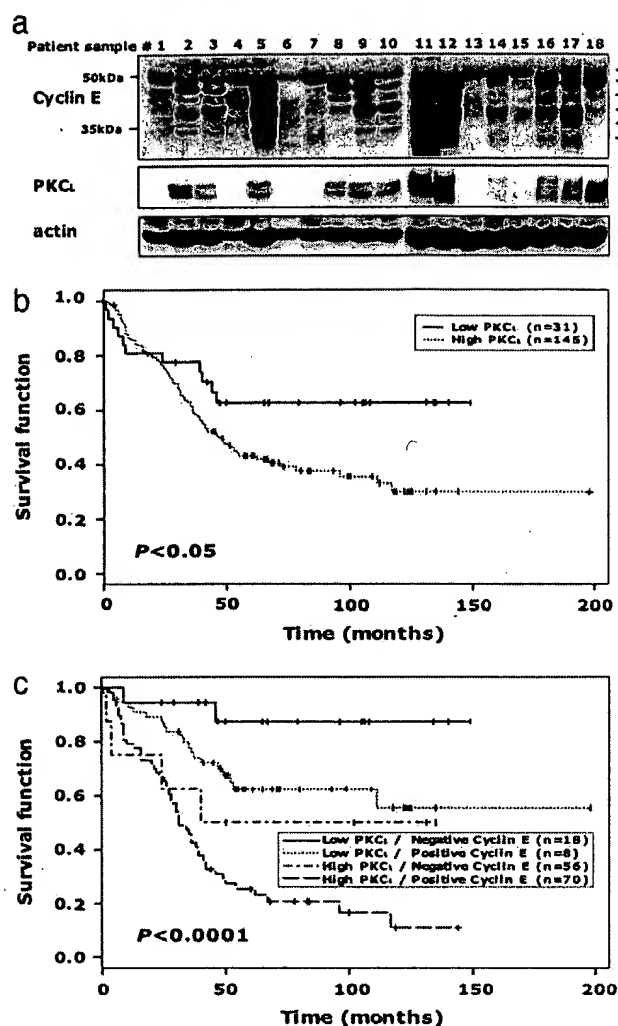 a
Patient sample # 1 2 3 4 5 6 7 8 9 10 11 12 13 14 15 16 17 18
50kDa
Cyclin E
35kDa
PKCι
actin
b
Survival function
1.0
0.8
0.6
0.4
0.2
0.0
Low PKCι (n=31)
High PKCι (n=145)
P<0.05
0 50 100 150 200
Time (months)
c
Survival function
1.0
0.8
0.6
0.4
0.2
0.0
Low PKCι / Negative Cyclin E (n=18)
Low PKCι / Positive Cyclin E (n=8)
High PKCι / Negative Cyclin E (n=56)
High PKCι / Positive Cyclin E (n=70)
P<0.0001
0 50 100 150 200
Time (months)